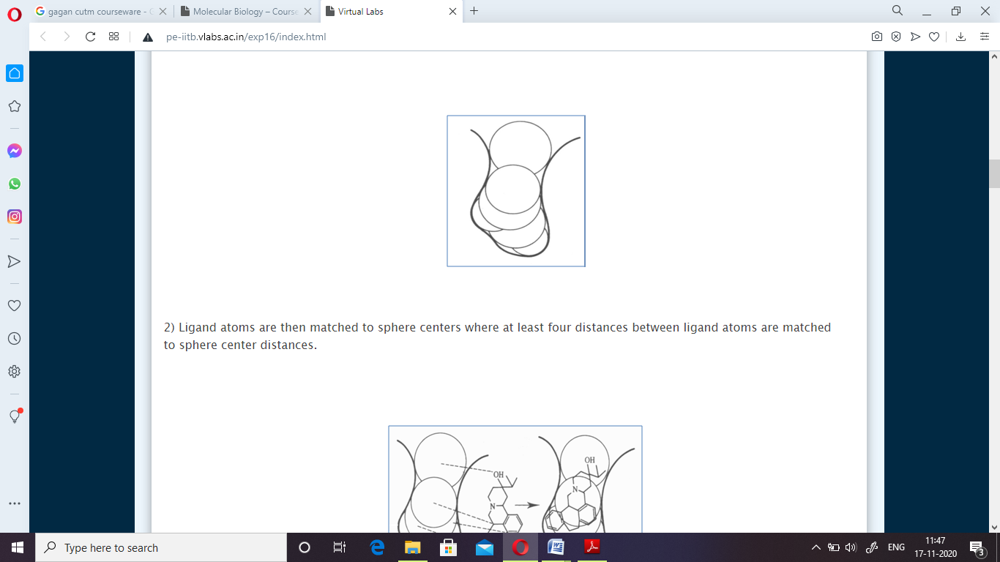 gagan cutm courseware - G
Molecular Biology – Course
Virtual Labs
pe-iitb.vlabs.ac.in/exp16/index.html
2) Ligand atoms are then matched to sphere centers where at least four distances between ligand atoms are matched
to sphere center distances.
OH
N
OH
N
Type here to search
ENG
11:47
17-11-2020
3